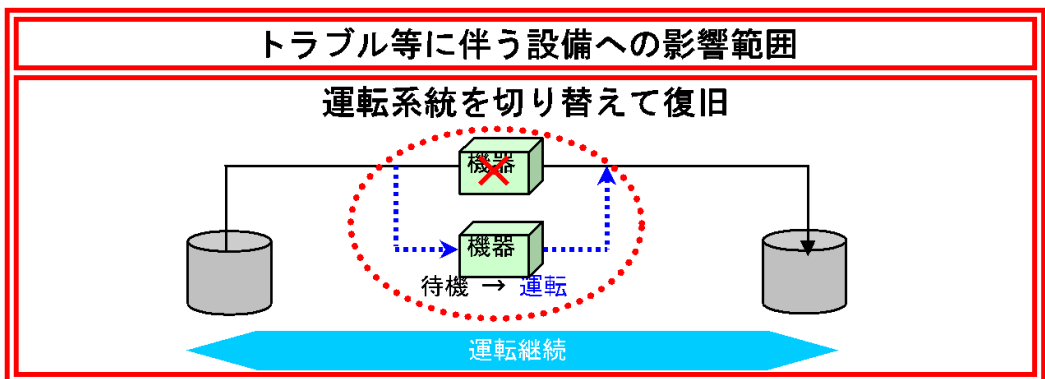 トラブル等に伴う設備への影響範囲
運転系統を切り替えて復旧
機器
機器
待機 → 運転
運転継続